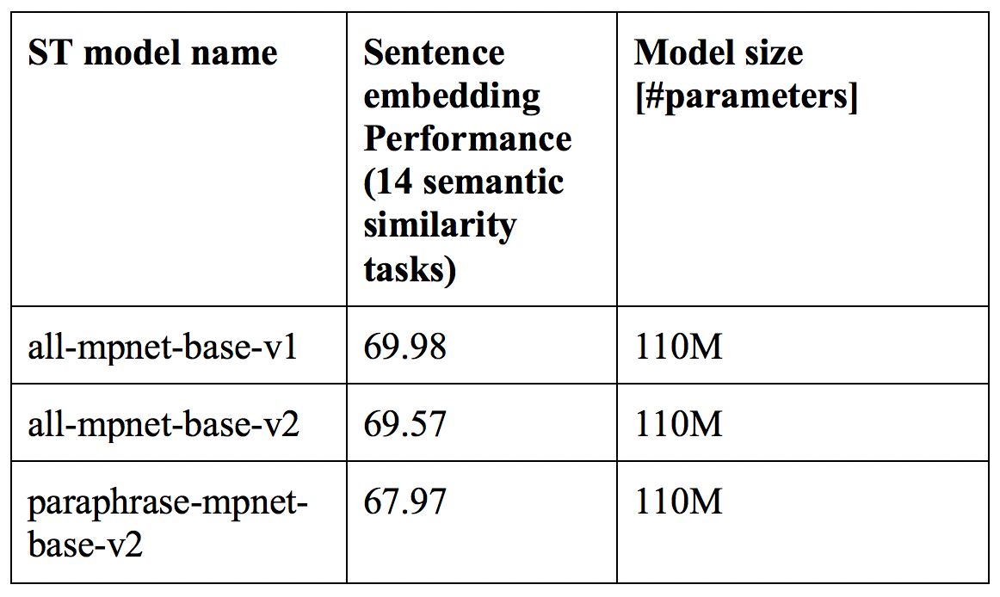 ST model name
Sentence
embedding
Performance
(14 semantic
similarity
tasks)
Model size
[#parameters]
all-mpnet-base-v1
69.98
110M
all-mpnet-base-v2
69.57
110M
paraphrase-mpnet-
base-v2
67.97
110M